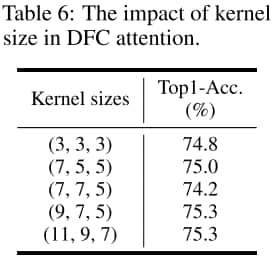 Table 6: The impact of kernel
size in DFC attention.
Kernel sizes Top1-Acc. (%)
(3, 3, 3) 74.8
(7, 5, 5) 75.0
(7, 7, 5) 74.2
(9, 7, 5) 75.3
(11, 9, 7) 75.3